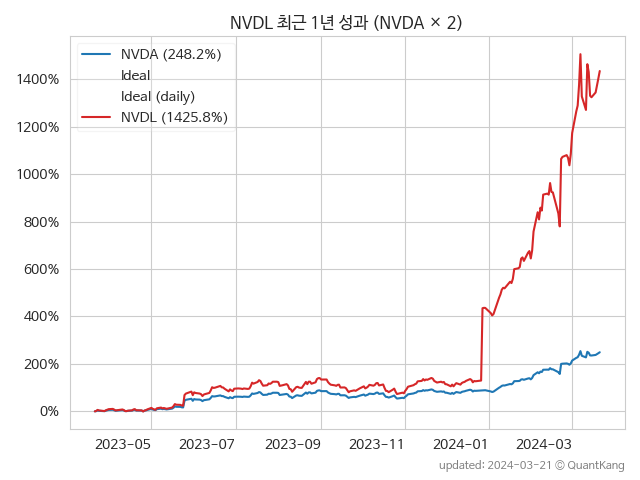 NVDL 최근 1년 성과 (NVDA × 2)
NVDA (248.2%)
Ideal
Ideal (daily)
NVDL (1425.8%)
1400%
1200%
1000%
800%
600%
400%
200%
0%
2023-05 2023-07 2023-09 2023-11 2024-01 2024-03
updated: 2024-03-21 © QuantKang